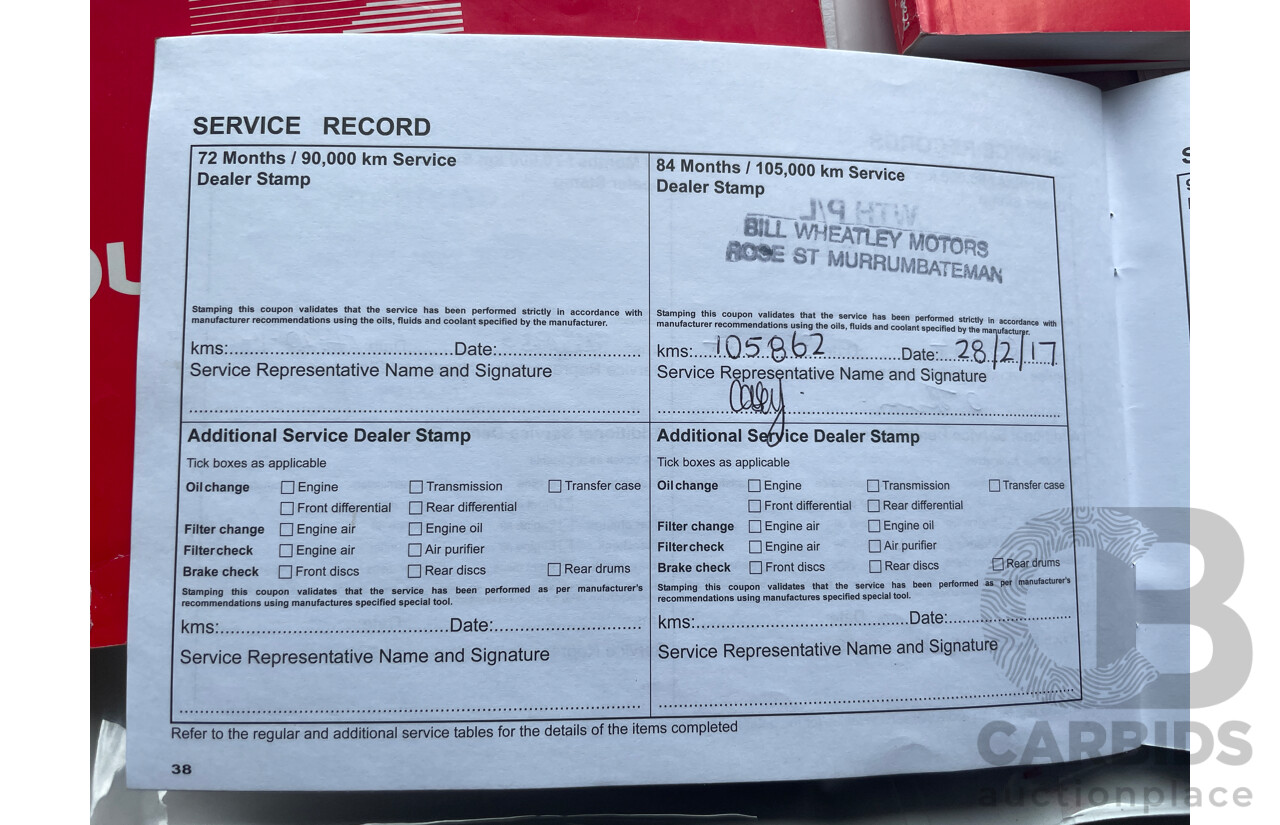 SERVICE RECORD
72 Months / 90,000 km Service
Dealer Stamp
Stamping this coupon validates that the service has been performed strictly in accordance with
manufacturer recommendations using the oils, fluids and coolant specified by the manufacturer.
kms: Date:
Service Representative Name and Signature
Additional Service Dealer Stamp
Tick boxes as applicable
Oil change Engine Transmission Transfer case
Front differential Rear differential
Filter change Engine air Engine oil
Filter check Engine air Air purifier
Brake check Front discs Rear discs Rear drums
Stamping this coupon validates that the service has been performed as per manufacturer's
recommendations using manufactures specified special tool.
kms: Date:
Service Representative Name and Signature
84 Months / 105,000 km Service
Dealer Stamp
BILL WHEATLEY MOTORS
ROSE ST MURRUMBATEMAN
Stamping this coupon validates that the service has been performed strictly in accordance with
manufacturer recommendations using the oils, fluids and coolant specified by the manufacturer.
kms: 105862 Date: 28/2/17
Service Representative Name and Signature
Additional Service Dealer Stamp
Tick boxes as applicable
Oil change Engine Transmission Transfer case
Front differential Rear differential
Filter change Engine air Engine oil
Filter check Engine air Air purifier
Brake check Front discs Rear discs Rear drums
Stamping this coupon validates that the service has been performed as per manufacturer's
recommendations using manufactures specified special tool.
kms: Date:
Service Representative Name and Signature
Refer to the regular and additional service tables for the details of the items completed
38
CB
CARBIDS
auctionplace